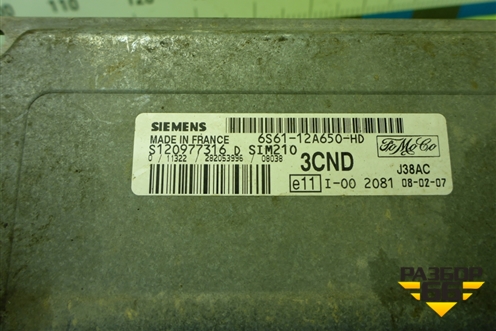 SIEMENS
MADE IN FRANCE 6S61-12A650-HD
S120977316 D SIM210
0 / 11322 / 282053996 / 08038
3CND
FoMoCo
J38AC
e11 I-00 2081 08-02-07
РАЗБОР